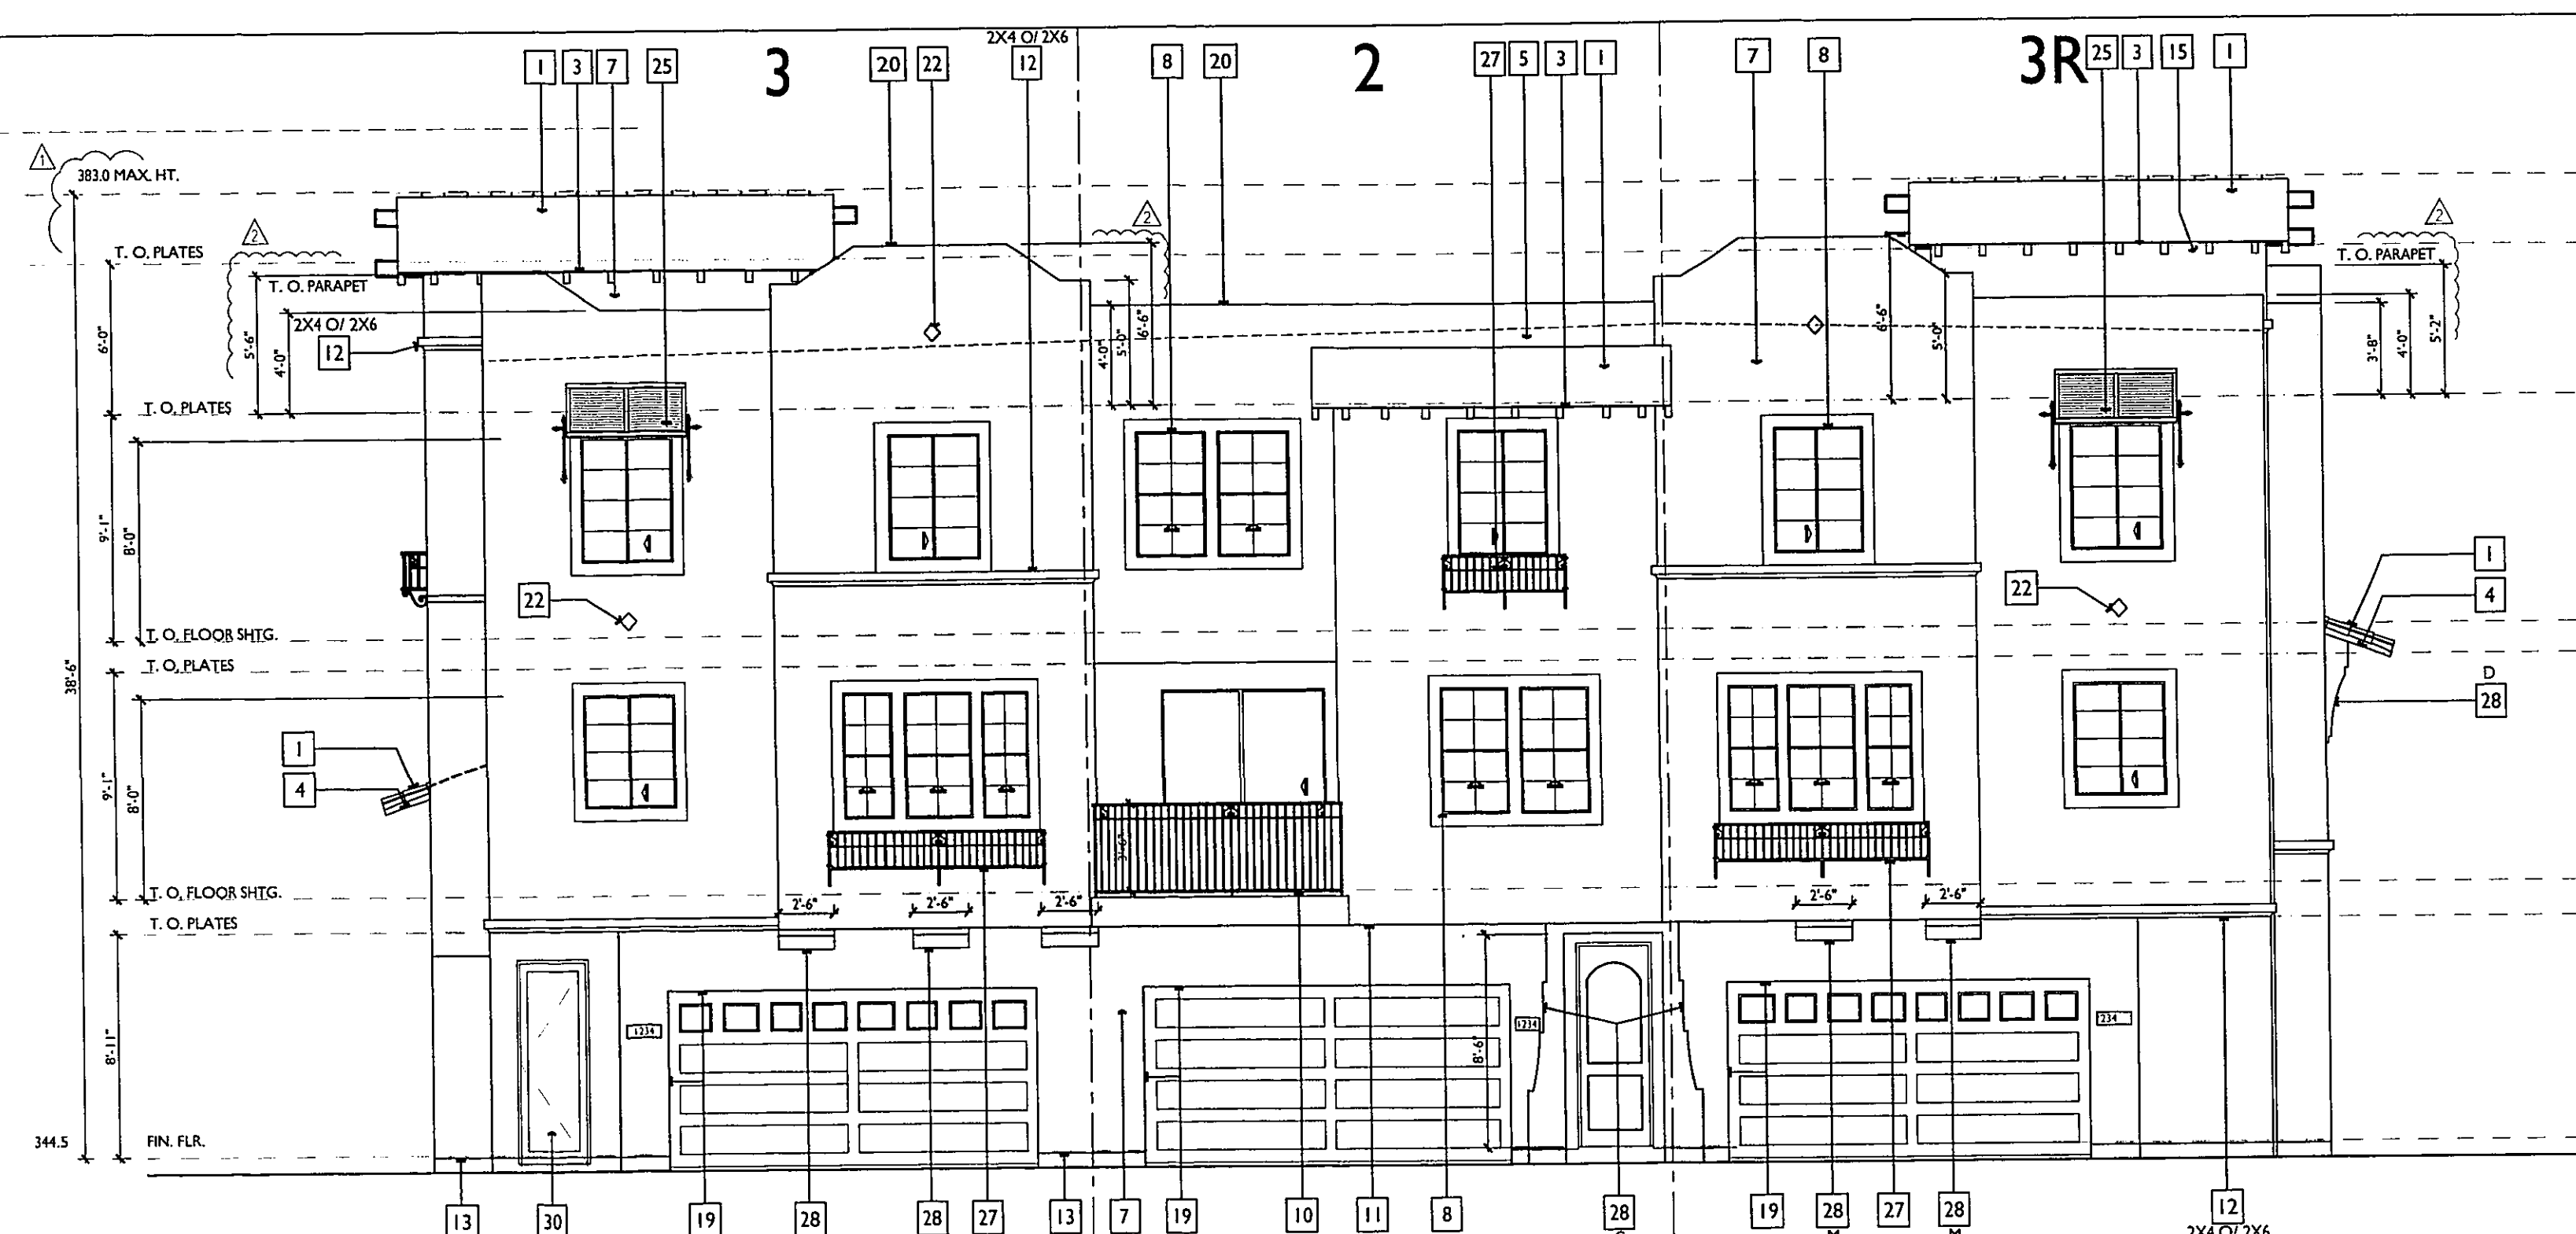 2X4 O/ 2X6
3
2
3R
1 3 7 25 20 22 12 8 20 27 5 3 1 7 8 25 3 15 1
1
383.0 MAX. HT.
2
2
2
T. O. PLATES
T. O. PARAPET
T. O. PARAPET
2X4 O/ 2X6
12
6'-0"
5'-6"
4'-0"
4'-0"
5'-0"
6'-6"
6'-6"
5'-0"
3'-8"
4'-0"
5'-2"
T. O. PLATES
9'-1"
8'-0"
38'-6"
22
22
1
4
T. O. FLOOR SHTG.
T. O. PLATES
D
28
1
4
9'-1"
8'-0"
3'-6"
T. O. FLOOR SHTG.
T. O. PLATES
2'-6" 2'-6" 2'-6" 2'-6" 2'-6"
8'-11"
1234
1234
234
8'-6"
344.5
FIN. FLR.
13 30 19 28 28 27 13 7 19 10 11 8 28 19 28 27 28 12
2X4 O/ 2X6